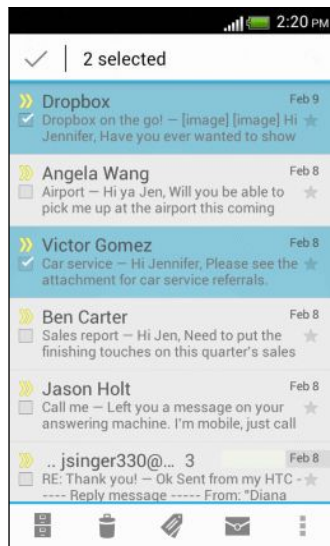 2:20 PM
2 selected
Dropbox Feb 9
Dropbox on the go! – [image] [image] Hi
Jennifer, Have you ever wanted to show
Angela Wang Feb 8
Airport – Hi ya Jen, Will you be able to
pick me up at the airport this coming
Victor Gomez Feb 8
Car service – Hi Jennifer, Please see the
attachment for car service referrals.
Ben Carter Feb 8
Sales report – Hi Jen, Need to put the
finishing touches on this quarter's sales
Jason Holt Feb 8
Call me – Left you a message on your
answering machine. I'm mobile, just call
.. jsinger330@... 3 Feb 8
RE: Thank you! – Ok Sent from my HTC -
---- Reply message ----- From: "Diana